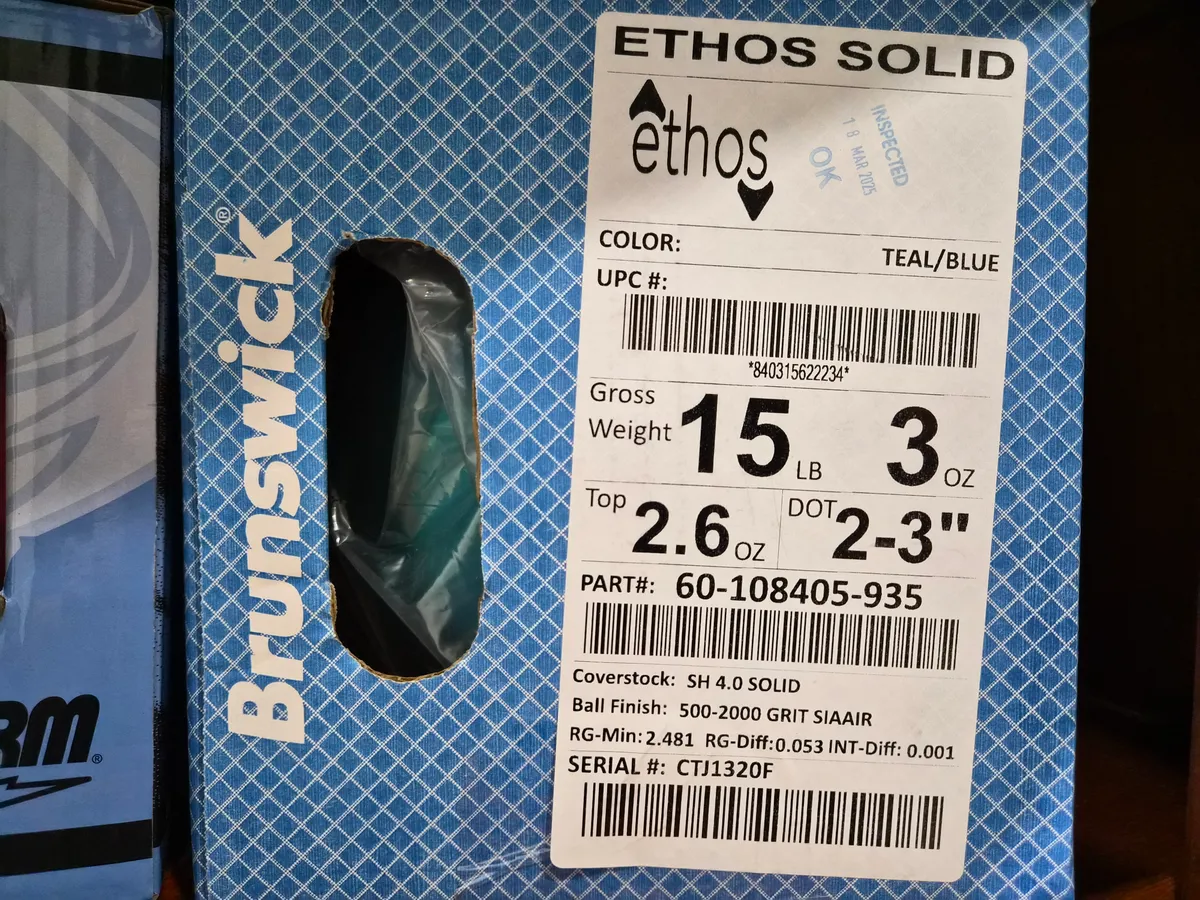 ETHOS SOLID
ethos
INSPECTED
18 MAR 2025
OK
COLOR: TEAL/BLUE
UPC #:
*840315622234*
Gross Weight 15 LB 3 OZ
Top 2.6 OZ DOT 2-3"
PART#: 60-108405-935
Coverstock: SH 4.0 SOLID
Ball Finish: 500-2000 GRIT SIAAIR
RG-Min: 2.481 RG-Diff: 0.053 INT-Diff: 0.001
SERIAL #: CTJ1320F
Brunswick®
RM®